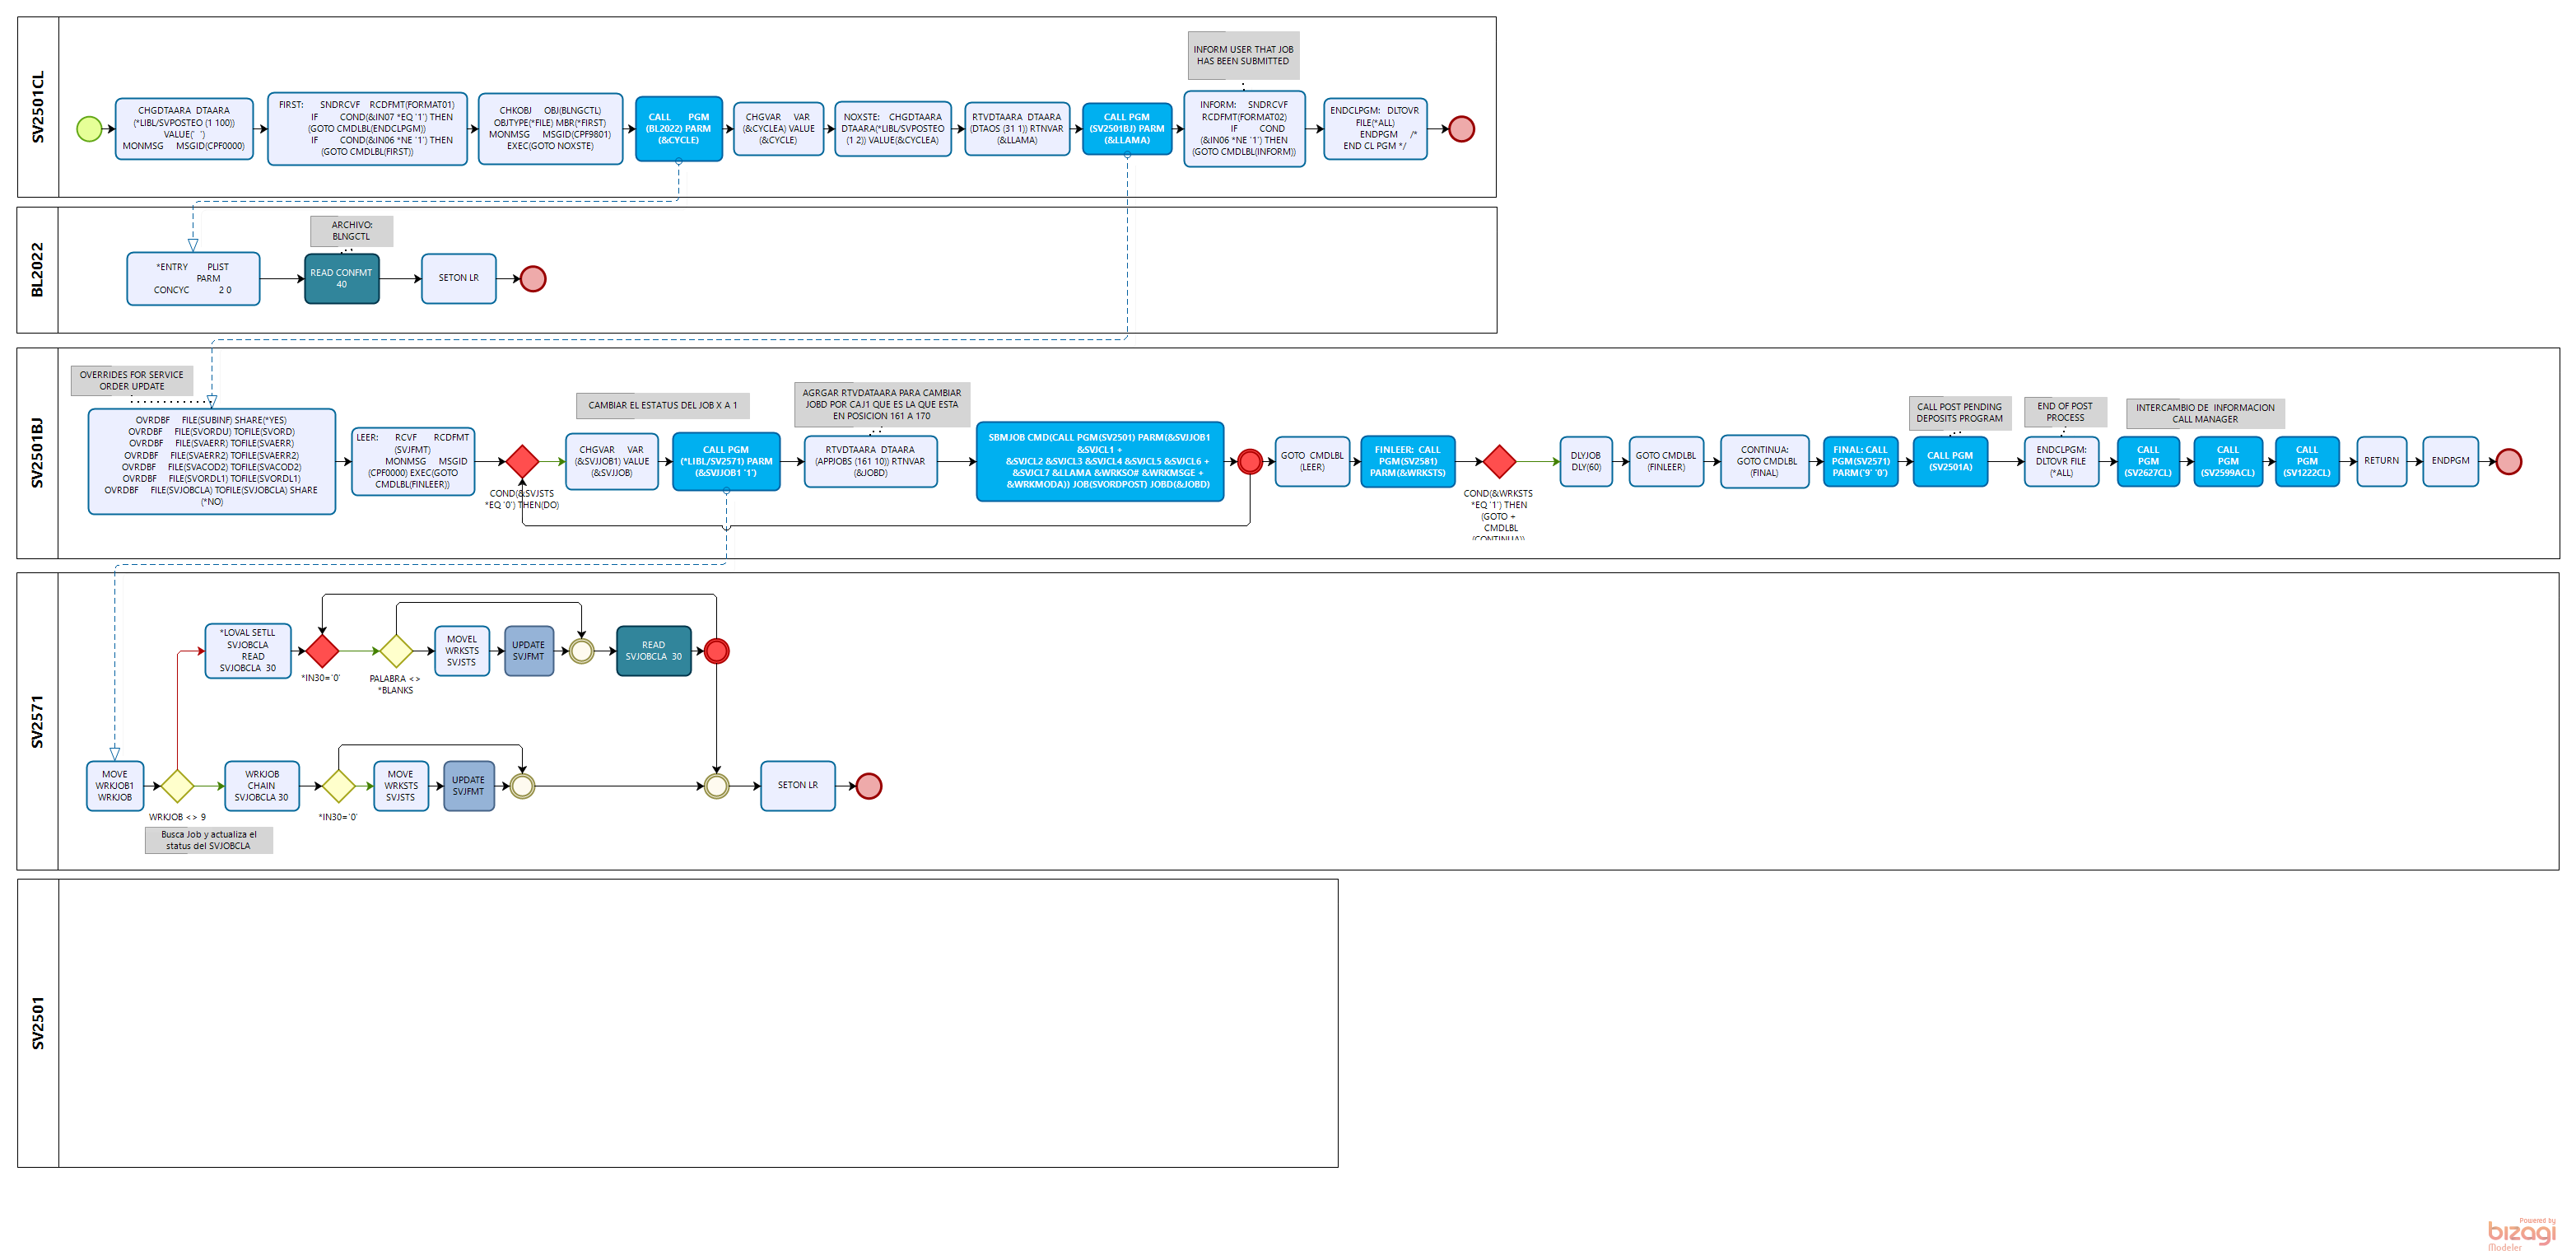 SV2501CL
INFORM USER THAT JOB
HAS BEEN SUBMITTED
CHGDTAARA DTAARA
(*LIBL/SVPOSTEO (1 100))
VALUE(' ')
MONMSG MSGID(CPF0000)
FIRST: SNDRCVF RCDFMT(FORMAT01)
IF COND(&IN07 *EQ '1') THEN
(GOTO CMDLBL(ENDCLPGM))
IF COND(&IN06 *NE '1') THEN
(GOTO CMDLBL(FIRST))
CHKOBJ OBJ(BLNGCTL)
OBJTYPE(*FILE) MBR(*FIRST)
MONMSG MSGID(CPF9801)
EXEC(GOTO NOXSTE)
CALL PGM
(BL2022) PARM
(&CYCLE)
CHGVAR VAR
(&CYCLEA) VALUE
(&CYCLE)
NOXSTE: CHGDTAARA
DTAARA(*LIBL/SVPOSTEO
(1 2)) VALUE(&CYCLEA)
RTVDTAARA DTAARA
(DTAOS (31 1)) RTNVAR
(&LLAMA)
CALL PGM
(SV2501BJ) PARM
(&LLAMA)
INFORM: SNDRCVF
RCDFMT(FORMAT02)
IF COND
(&IN06 *NE '1') THEN
(GOTO CMDLBL(INFORM))
ENDCLPGM: DLTOVR
FILE(*ALL)
ENDPGM /*
END CL PGM */
BL2022
ARCHIVO:
BLNGCTL
*ENTRY PLIST
PARM
CONCYC 2 0
READ CONFMT
40
SETON LR
SV2501BJ
OVERRIDES FOR SERVICE
ORDER UPDATE
OVRDBF FILE(SUBINF) SHARE(*YES)
OVRDBF FILE(SVORDU) TOFILE(SVORD)
OVRDBF FILE(SVAERR) TOFILE(SVAERR)
OVRDBF FILE(SVAERR2) TOFILE(SVAERR2)
OVRDBF FILE(SVACOD2) TOFILE(SVACOD2)
OVRDBF FILE(SVORDL1) TOFILE(SVORDL1)
OVRDBF FILE(SVJOBCLA) TOFILE(SVJOBCLA) SHARE
(*NO)
LEER: RCVF RCDFMT
(SVJFMT)
MONMSG MSGID
(CPF0000) EXEC(GOTO
CMDLBL(FINLEER))
COND(&SVJSTS
*EQ '0') THEN(DO)
CAMBIAR EL ESTATUS DEL JOB X A 1
CHGVAR VAR
(&SVJJOB1) VALUE
(&SVJJOB)
CALL PGM
(*LIBL/SV2571) PARM
(&SVJJOB1 '1')
AGRGAR RTVDATAARA PARA CAMBIAR
JOBD POR CAJ1 QUE ES LA QUE ESTA
EN POSICION 161 A 170
RTVDTAARA DTAARA
(APPJOBS (161 10)) RTNVAR
(&JOBD)
SBMJOB CMD(CALL PGM(SV2501) PARM(&SVJJOB1
&SVJCL1 +
&SVJCL2 &SVJCL3 &SVJCL4 &SVJCL5 &SVJCL6 +
&SVJCL7 &LLAMA &WRKSO# &WRKMSGE +
&WRKMODA)) JOB(SVORDPOST) JOBD(&JOBD)
GOTO CMDLBL
(LEER)
FINLEER: CALL
PGM(SV2581)
PARM(&WRKSTS)
COND(&WRKSTS
*EQ '1') THEN
(GOTO +
CMDLBL
(CONTINUA))
DLYJOB
DLY(60)
GOTO CMDLBL
(FINLEER)
CONTINUA:
GOTO CMDLBL
(FINAL)
FINAL: CALL
PGM(SV2571)
PARM('9' '0')
CALL POST PENDING
DEPOSITS PROGRAM
CALL PGM
(SV2501A)
END OF POST
PROCESS
ENDCLPGM:
DLTOVR FILE
(*ALL)
INTERCAMBIO DE INFORMACION
CALL MANAGER
CALL
PGM
(SV2627CL)
CALL
PGM
(SV2599ACL)
CALL
PGM
(SV1222CL)
RETURN
ENDPGM
SV2571
*LOVAL SETLL
SVJOBCLA
READ
SVJOBCLA 30
*IN30='0'
PALABRA <>
*BLANKS
MOVEL
WRKSTS
SVJSTS
UPDATE
SVJFMT
READ
SVJOBCLA 30
MOVE
WRKJOB1
WRKJOB
WRKJOB <> 9
Busca Job y actualiza el
status del SVJOBCLA
WRKJOB
CHAIN
SVJOBCLA 30
*IN30='0'
MOVE
WRKSTS
SVJSTS
UPDATE
SVJFMT
SETON LR
SV2501
Powered by
bizagi
Modeler